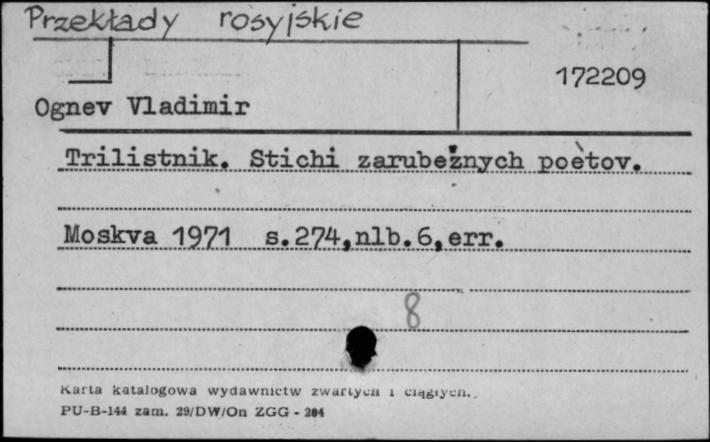 Przekłady rosyjskie
172209
Ognev Vladimir
Trilistnik. Stichi zarubežnych poètov.
Moskva 1971 s.274,nlb.6,err.
8
Karta katalogowa wydawnictw zwartych i ciągłych.
PU-B-144 zam. 29/DW/On ZGG - 204